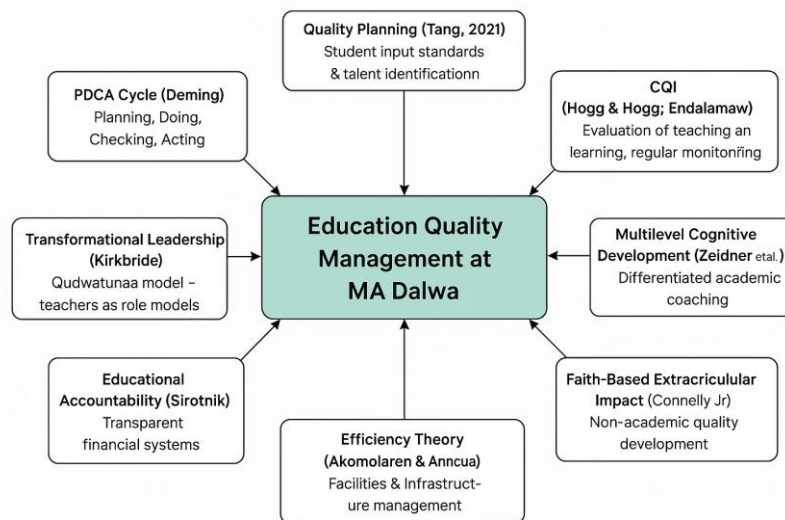 Quality Planning (Tang, 2021)
Student input standards
& talent identificationn
PDCA Cycle (Deming)
Planning, Doing,
Checking, Acting
CQI
(Hogg & Hogg; Endalamaw)
Evaluation of teaching an
learning, regular monitonring
Transformational Leadership
(Kirkbride)
Qudwatunaa model –
teachers as role models
Education Quality
Management at
MA Dalwa
Multilevel Cognitive
Development (Zeidner etal.)
Differentiated academic
coaching
Educational
Accountability (Sirotnik)
Transparent
financial systems
Efficiency Theory
(Akomolaren & Anncua)
Facilities & Infrastruct-
ure management
Faith-Based Extracriculular
Impact (Connelly Jr)
Non-academic quality
development